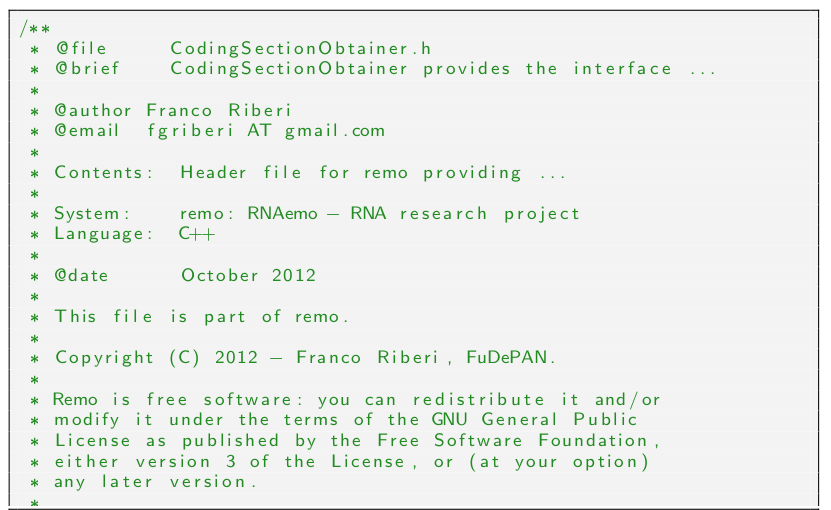 /**
 * @file      CodingSectionObtainer.h
 * @brief     CodingSectionObtainer provides the interface ...
 *
 * @author Franco Riberi
 * @email  fgriberi AT gmail.com
 *
 * Contents:  Header file for remo providing ...
 *
 * System:    remo: RNAemo - RNA research project
 * Language:  C++
 *
 * @date      October 2012
 *
 * This file is part of remo.
 *
 * Copyright (C) 2012 - Franco Riberi, FuDePAN.
 *
 * Remo is free software: you can redistribute it and/or
 * modify it under the terms of the GNU General Public
 * License as published by the Free Software Foundation,
 * either version 3 of the License, or (at your option)
 * any later version.
 *